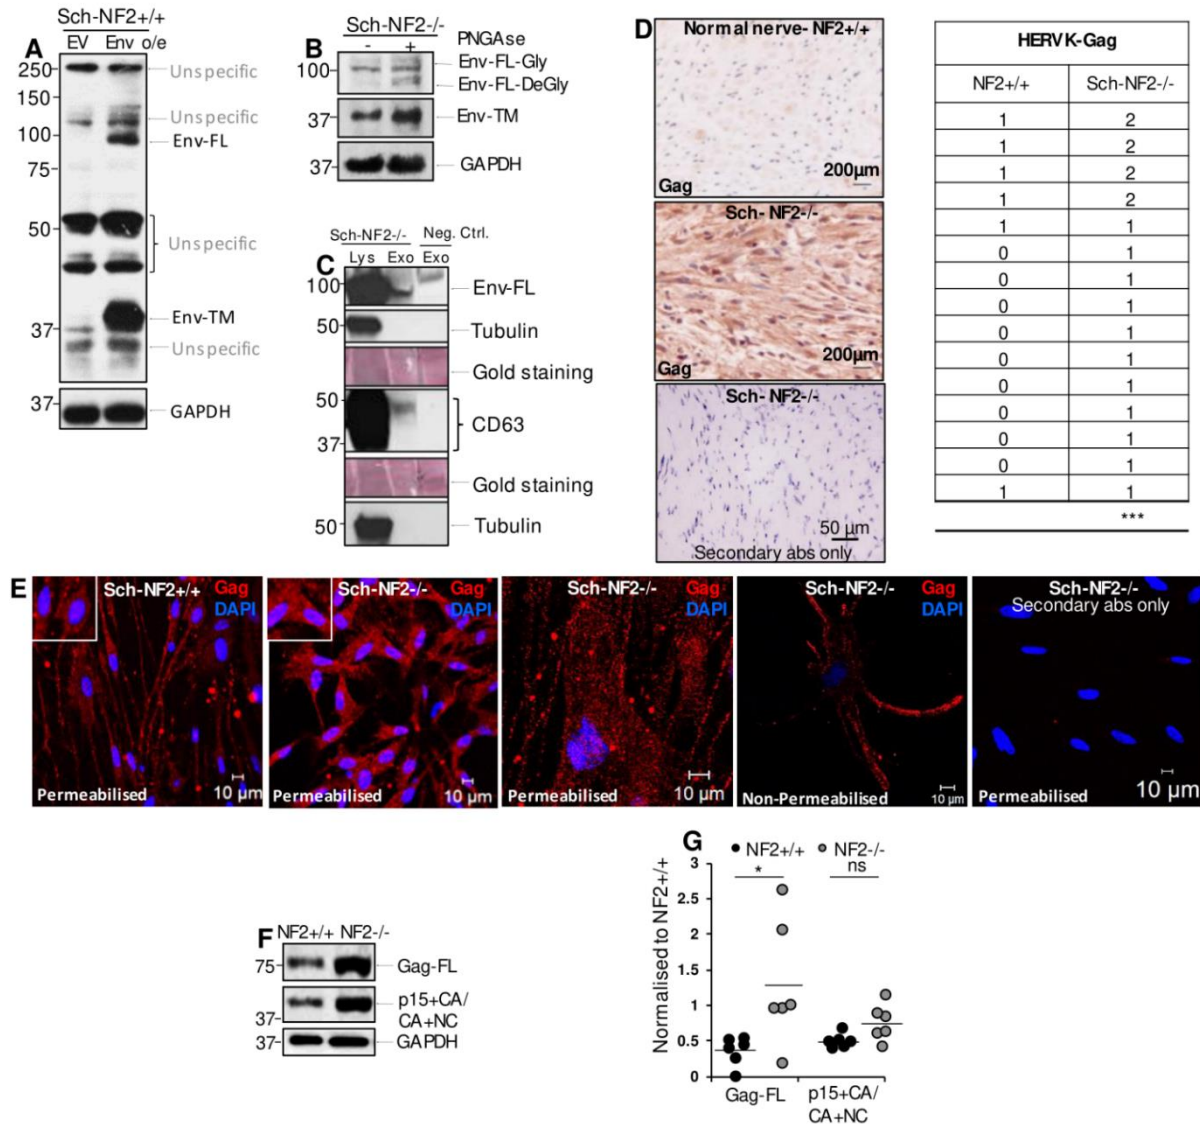 A
Sch-NF2+/+
EV Env o/e
250
150
100
75
50
37
37
Unspecific
Unspecific
Env-FL
Unspecific
Env-TM
Unspecific
GAPDH
B
Sch-NF2-/-
- + PNGAse
100
37
37
Env-FL-Gly
Env-FL-DeGly
Env-TM
GAPDH
C
Sch-NF2-/- Neg. Ctrl.
Lys Exo Exo
100
50
50
37
50
Env-FL
Tubulin
Gold staining
CD63
Gold staining
Tubulin
D
Normal nerve- NF2+/+
200µm
Gag
Sch- NF2-/-
200µm
Gag
Sch- NF2-/-
50 µm
Secondary abs only
HERVK-Gag
NF2+/+ Sch-NF2-/-
1 2
1 2
1 2
1 2
1 1
0 1
0 1
0 1
0 1
0 1
0 1
0 1
0 1
0 1
1 1
***
E
Sch-NF2+/+ Gag
DAPI
Permeabilised 10 µm
Sch-NF2-/- Gag
DAPI
Permeabilised 10 µm
Sch-NF2-/- Gag
DAPI
Permeabilised 10 µm
Sch-NF2-/- Gag
DAPI
Non-Permeabilised 10 µm
Sch-NF2-/-
Secondary abs only
Permeabilised 10 µm
F
NF2+/+ NF2-/-
75
37
37
Gag-FL
p15+CA/
CA+NC
GAPDH
G
NF2+/+ NF2-/-
* ns
Normalised to NF2+/+
3
2.5
2
1.5
1
0.5
0
Gag-FL p15+CA/
CA+NC